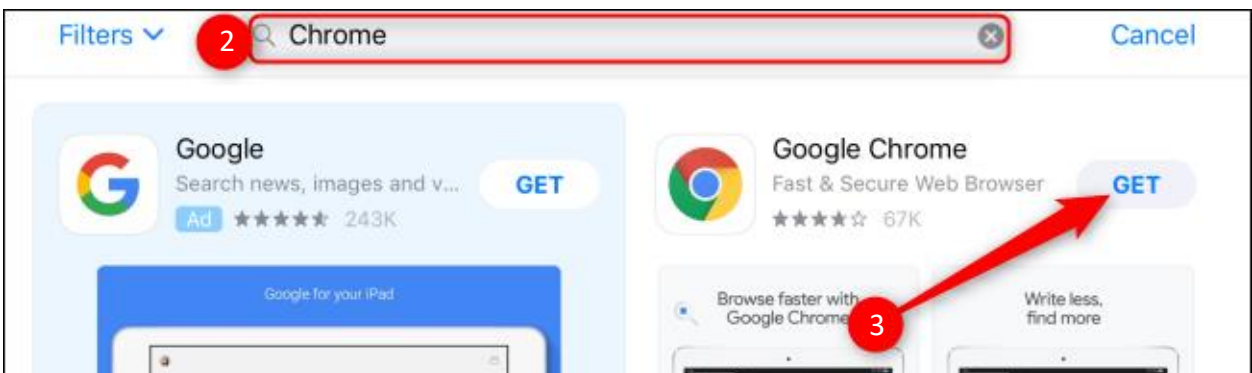 Filters
2
Chrome
Cancel
Google
Search news, images and v...
Ad
243K
GET
Google Chrome
Fast & Secure Web Browser
67K
GET
Google for your iPad
Browse faster with
Google Chrome
3
Write less,
find more